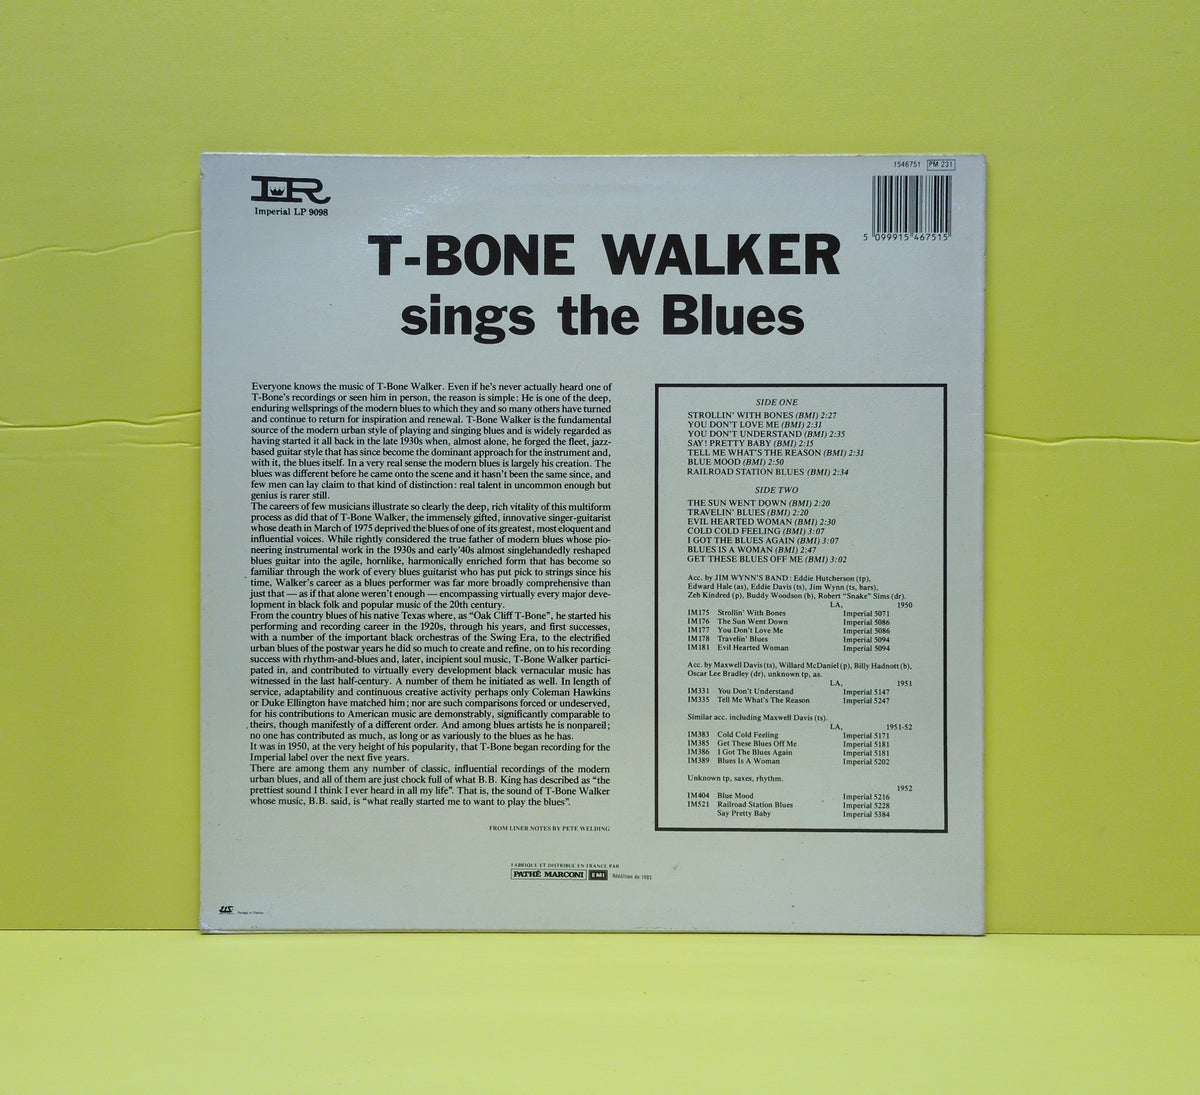 IR
Imperial LP 9098
1546751 PM 231
5 099915 467515
T-BONE WALKER
sings the Blues
Everyone knows the music of T-Bone Walker. Even if he's never actually heard one of
T-Bone's recordings or seen him in person, the reason is simple: He is one of the deep,
enduring wellsprings of the modern blues to which they and so many others have turned
and continue to return for inspiration and renewal. T-Bone Walker is the fundamental
source of the modern urban style of playing and singing blues and is widely regarded as
having started it all back in the late 1930s when, almost alone, he forged the fleet, jazz-
based guitar style that has since become the dominant approach for the instrument and,
with it, the blues itself. In a very real sense the modern blues is largely his creation. The
blues was different before he came onto the scene and it hasn't been the same since, and
few men can lay claim to that kind of distinction: real talent in uncommon enough but
genius is rarer still.
The careers of few musicians illustrate so clearly the deep, rich vitality of this multiform
process as did that of T-Bone Walker, the immensely gifted, innovative singer-guitarist
whose death in March of 1975 deprived the blues of one of its greatest, most eloquent and
influential voices. While rightly considered the true father of modern blues whose pio-
neering instrumental work in the 1930s and early'40s almost singlehandedly reshaped
blues guitar into the agile, hornlike, harmonically enriched form that has become so
familiar through the work of every blues guitarist who has put pick to strings since his
time, Walker's career as a blues performer was far more broadly comprehensive than
just that — as if that alone weren't enough — encompassing virtually every major deve-
lopment in black folk and popular music of the 20th century.
From the country blues of his native Texas where, as "Oak Cliff T-Bone", he started his
performing and recording career in the 1920s, through his years, and first successes,
with a number of the important black orchestras of the Swing Era, to the electrified
urban blues of the postwar years he did so much to create and refine, on to his recording
success with rhythm-and-blues and, later, incipient soul music, T-Bone Walker partici-
pated in, and contributed to virtually every development black vernacular music has
witnessed in the last half-century. A number of them he initiated as well. In length of
service, adaptability and continuous creative activity perhaps only Coleman Hawkins
or Duke Ellington have matched him; nor are such comparisons forced or undeserved,
for his contributions to American music are demonstrably, significantly comparable to
theirs, though manifestly of a different order. And among blues artists he is nonpareil;
no one has contributed as much, as long or as variously to the blues as he has.
It was in 1950, at the very height of his popularity, that T-Bone began recording for the
Imperial label over the next five years.
There are among them any number of classic, influential recordings of the modern
urban blues, and all of them are just chock full of what B.B. King has described as "the
prettiest sound I think I ever heard in all my life". That is, the sound of T-Bone Walker
whose music, B.B. said, is "what really started me to want to play the blues".
FROM LINER NOTES BY PETE WELDING
SIDE ONE
STROLLIN' WITH BONES (BMI) 2:27
YOU DON'T LOVE ME (BMI) 2:31
YOU DON'T UNDERSTAND (BMI) 2:35
SAY! PRETTY BABY (BMI) 2:15
TELL ME WHAT'S THE REASON (BMI) 2:31
BLUE MOOD (BMI) 2:50
RAILROAD STATION BLUES (BMI) 2:34
SIDE TWO
THE SUN WENT DOWN (BMI) 2:20
TRAVELIN' BLUES (BMI) 2:20
EVIL HEARTED WOMAN (BMI) 2:30
COLD COLD FEELING (BMI) 3:07
I GOT THE BLUES AGAIN (BMI) 3:07
BLUES IS A WOMAN (BMI) 2:47
GET THESE BLUES OFF ME (BMI) 3:02
Acc. by JIM WYNN'S BAND: Eddie Hutcherson (tp),
Edward Hale (as), Eddie Davis (ts), Jim Wynn (ts, bars),
Zeb Kindred (p), Buddy Woodson (b), Robert "Snake" Sims (dr).
LA, 1950
IM175 Strollin' With Bones Imperial 5071
IM176 The Sun Went Down Imperial 5086
IM177 You Don't Love Me Imperial 5086
IM178 Travelin' Blues Imperial 5094
IM181 Evil Hearted Woman Imperial 5094
Acc. by Maxwell Davis (ts), Willard McDaniel (p), Billy Hadnott (b),
Oscar Lee Bradley (dr), unknown tp, as.
LA, 1951
IM331 You Don't Understand Imperial 5147
IM335 Tell Me What's The Reason Imperial 5247
Similar acc. including Maxwell Davis (ts).
LA, 1951-52
IM383 Cold Cold Feeling Imperial 5171
IM385 Get These Blues Off Me Imperial 5181
IM386 I Got The Blues Again Imperial 5181
IM389 Blues Is A Woman Imperial 5202
Unknown tp, saxes, rhythm.
1952
IM404 Blue Mood Imperial 5216
IM521 Railroad Station Blues Imperial 5228
Say Pretty Baby Imperial 5384
FABRIQUÉ ET DISTRIBUÉ EN FRANCE PAR
PATHÉ MARCONI EMI Réédition de 1983
Printed in France